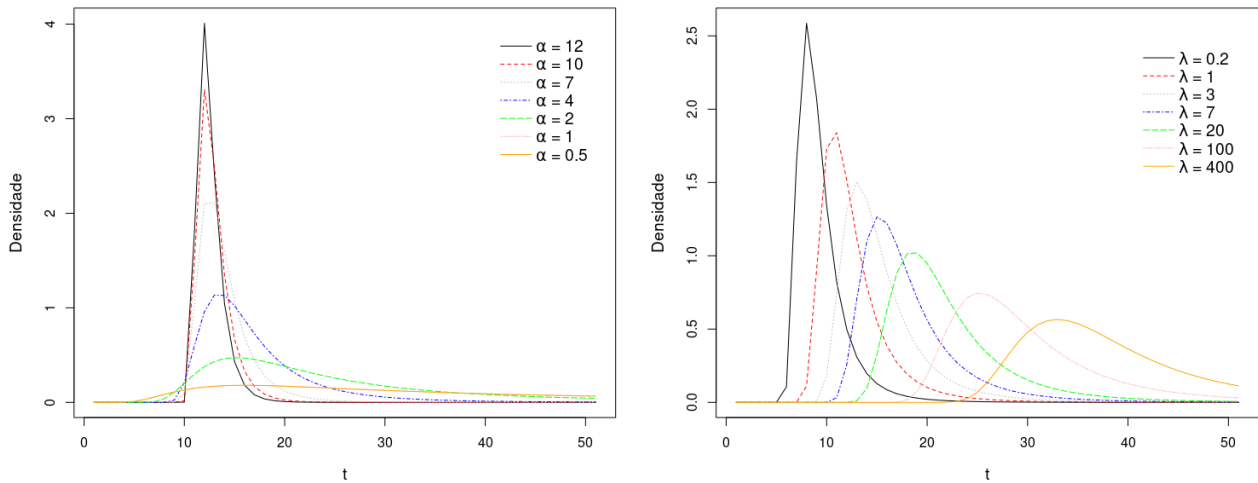 Densidade
4
3
2
1
0
α = 12
α = 10
α = 7
α = 4
α = 2
α = 1
α = 0.5
0 10 20 30 40 50
t
Densidade
2.5
2.0
1.5
1.0
0.5
0.0
λ = 0.2
λ = 1
λ = 3
λ = 7
λ = 20
λ = 100
λ = 400
0 10 20 30 40 50
t